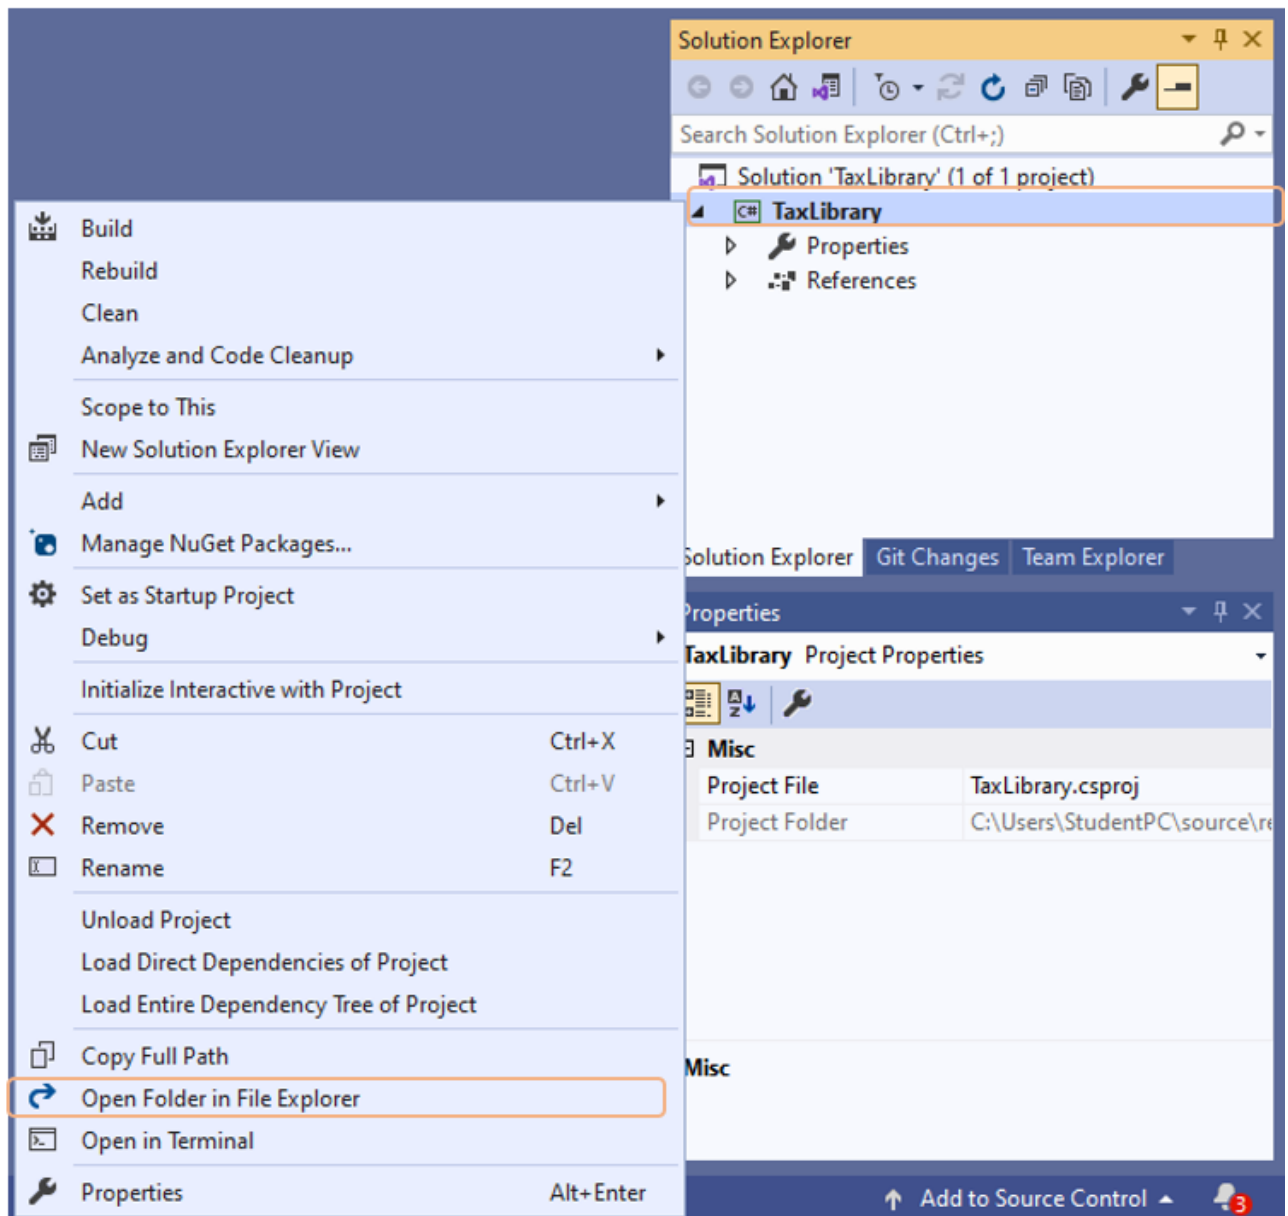 Solution Explorer
Search Solution Explorer (Ctrl+;)
Solution 'TaxLibrary' (1 of 1 project)
C# TaxLibrary
Properties
References
Build
Rebuild
Clean
Analyze and Code Cleanup
Scope to This
New Solution Explorer View
Add
Manage NuGet Packages...
Set as Startup Project
Debug
Initialize Interactive with Project
Cut Ctrl+X
Paste Ctrl+V
Remove Del
Rename F2
Unload Project
Load Direct Dependencies of Project
Load Entire Dependency Tree of Project
Copy Full Path
Open Folder in File Explorer
Open in Terminal
Properties Alt+Enter
Solution Explorer Git Changes Team Explorer
Properties
TaxLibrary Project Properties
Misc
Project File TaxLibrary.csproj
Project Folder C:\Users\StudentPC\source\re
Misc
Add to Source Control 3